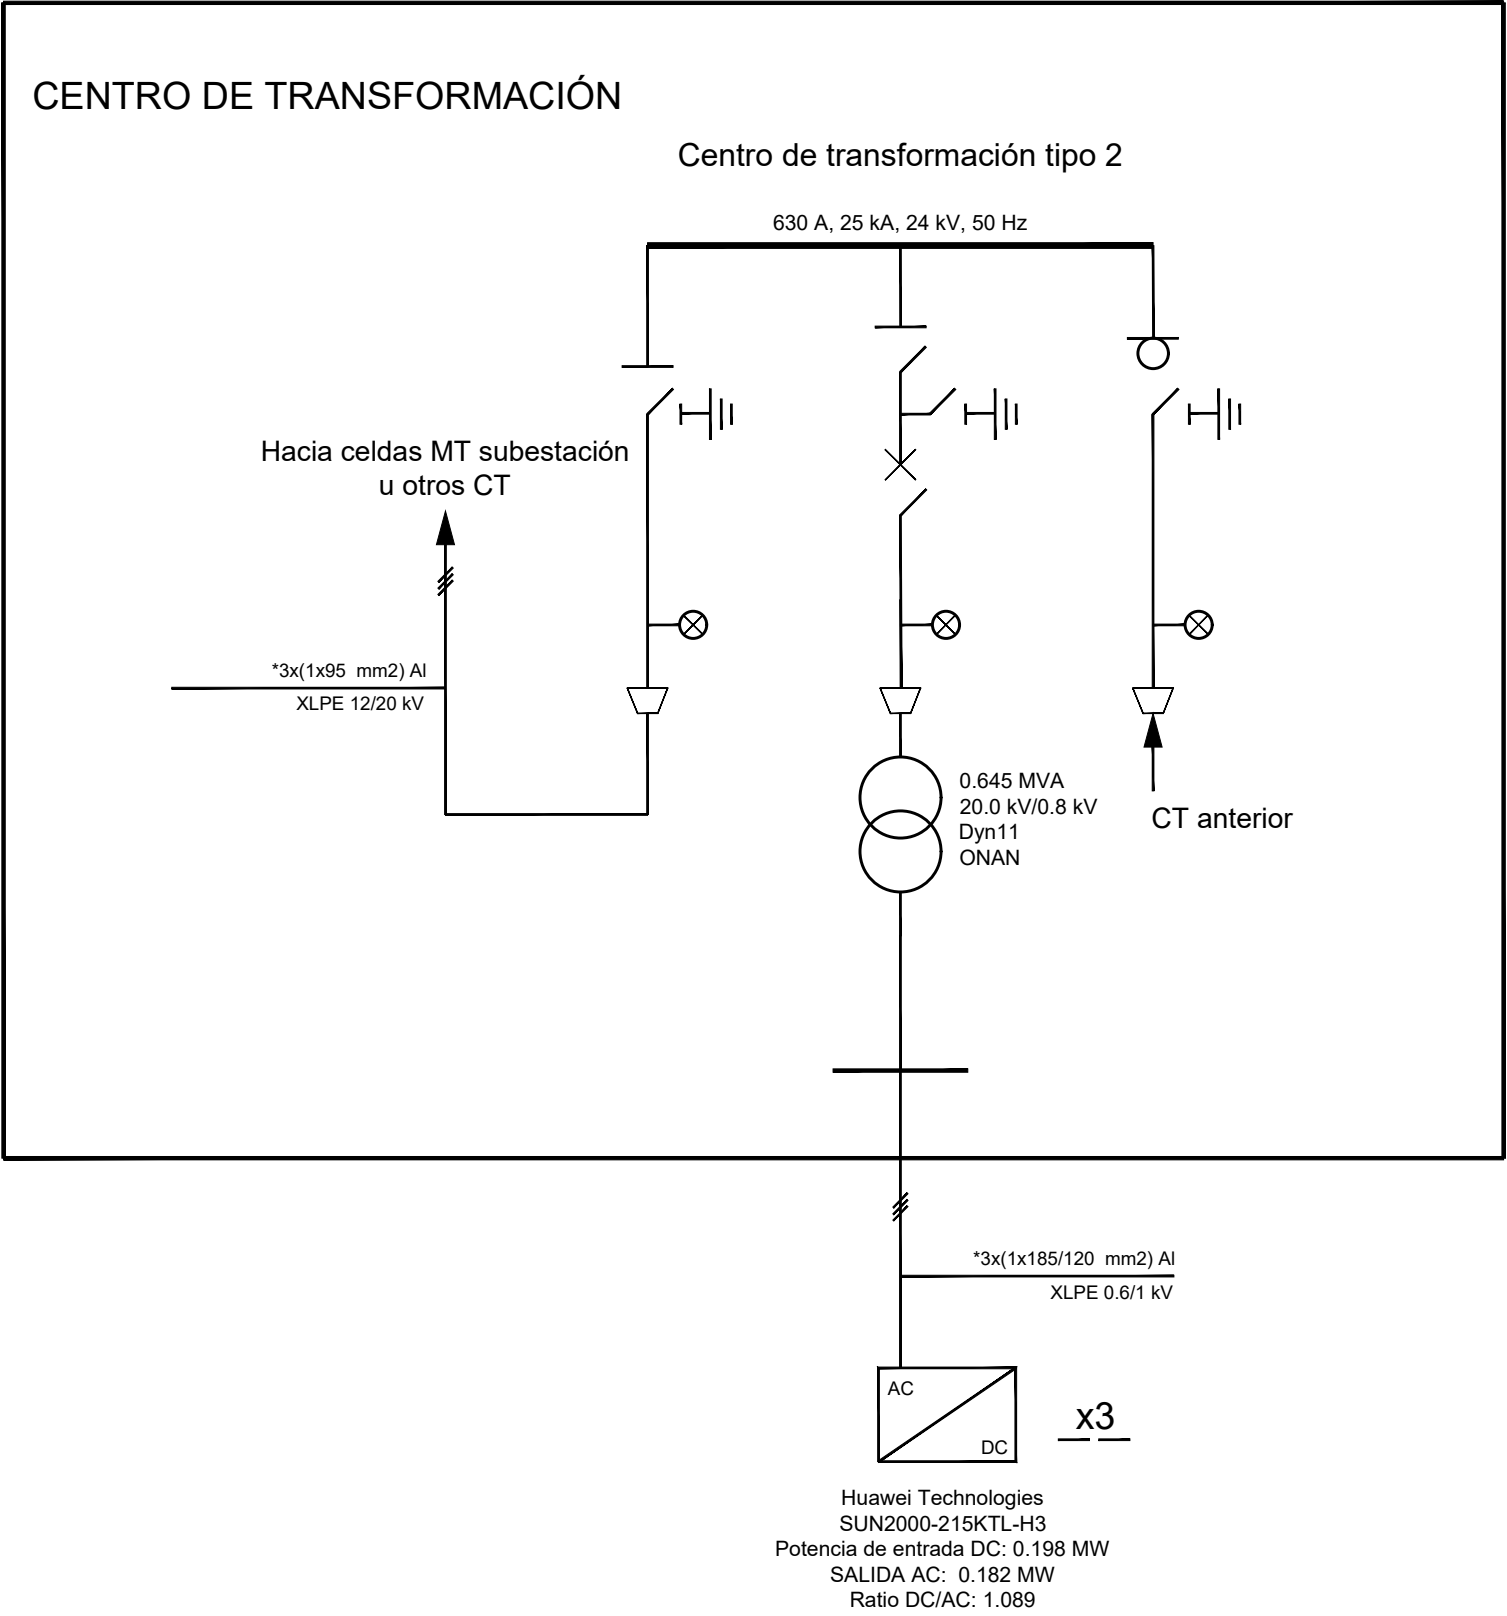 CENTRO DE TRANSFORMACIÓN
Centro de transformación tipo 2
630 A, 25 kA, 24 kV, 50 Hz
Hacia celdas MT subestación
u otros CT
*3x(1x95  mm2) Al
XLPE 12/20 kV
0.645 MVA
20.0 kV/0.8 kV
Dyn11
ONAN
CT anterior
*3x(1x185/120  mm2) Al
XLPE 0.6/1 kV
AC
DC
x3
Huawei Technologies
SUN2000-215KTL-H3
Potencia de entrada DC: 0.198 MW
SALIDA AC:  0.182 MW
Ratio DC/AC: 1.089